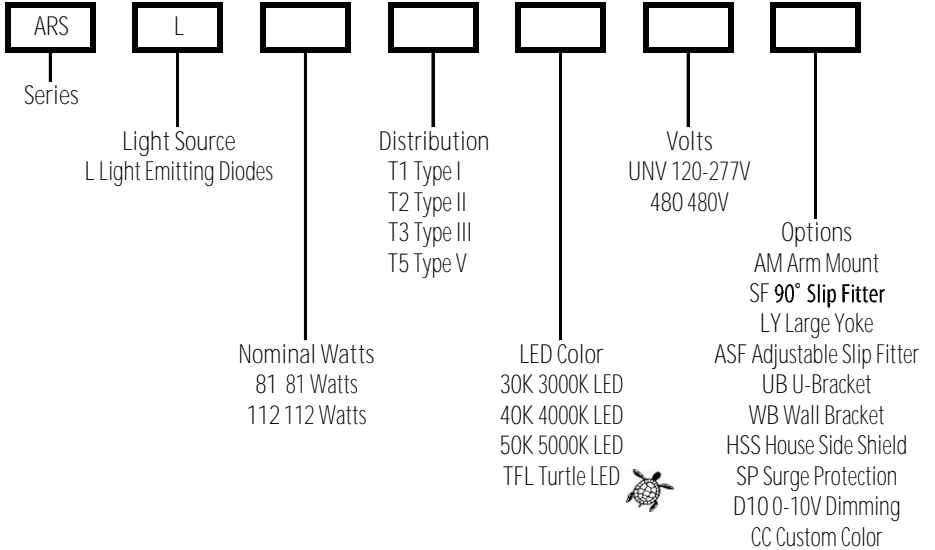 ARS
L
Series
Light Source
L Light Emitting Diodes
Nominal Watts
81 81 Watts
112 112 Watts
Distribution
T1 Type I
T2 Type II
T3 Type III
T5 Type V
LED Color
30K 3000K LED
40K 4000K LED
50K 5000K LED
TFL Turtle LED
Volts
UNV 120-277V
480 480V
Options
AM Arm Mount
SF 90° Slip Fitter
LY Large Yoke
ASF Adjustable Slip Fitter
UB U-Bracket
WB Wall Bracket
HSS House Side Shield
SP Surge Protection
D10 0-10V Dimming
CC Custom Color